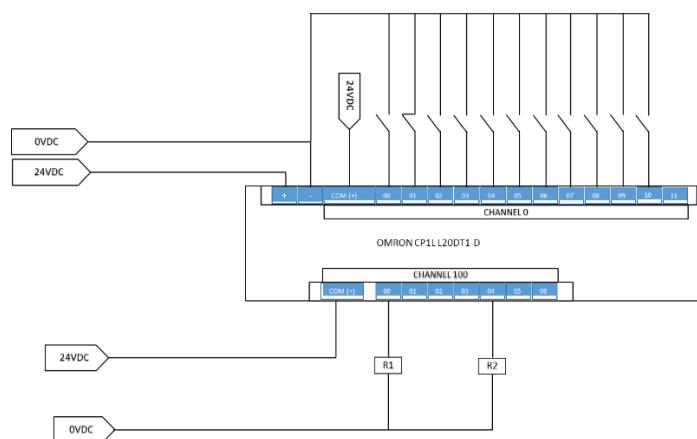 24VDC
0VDC
24VDC
+ - COM (+) 00 01 02 03 04 05 06 07 08 09 10 11
CHANNEL 0
OMRON CP1L L20DT1-D
CHANNEL 100
COM (+) 00 01 02 03 04 05 06
24VDC
R1 R2
0VDC